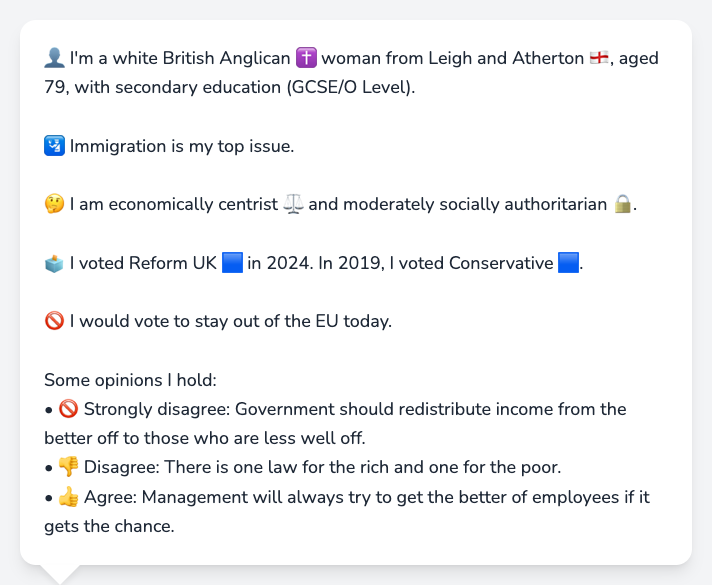 👤 I'm a white British Anglican ✝️ woman from Leigh and Atherton 🏴󠁧󠁢󠁥󠁮󠁧󠁿, aged
79, with secondary education (GCSE/O Level).
🛂 Immigration is my top issue.
🤔 I am economically centrist ⚖️ and moderately socially authoritarian 🔒.
🗳️ I voted Reform UK 🟦 in 2024. In 2019, I voted Conservative 🟦.
🚫 I would vote to stay out of the EU today.
Some opinions I hold:
• 🚫 Strongly disagree: Government should redistribute income from the
better off to those who are less well off.
• 👎 Disagree: There is one law for the rich and one for the poor.
• 👍 Agree: Management will always try to get the better of employees if it
gets the chance.